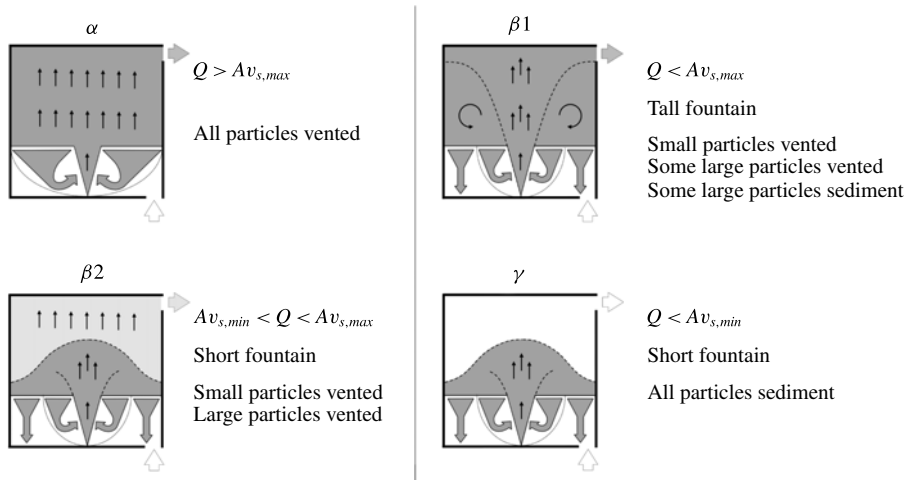 α
Q > Av_{s,max}
All particles vented
β1
Q < Av_{s,max}
Tall fountain
Small particles vented
Some large particles vented
Some large particles sediment
β2
Av_{s,min} < Q < Av_{s,max}
Short fountain
Small particles vented
Large particles vented
γ
Q < Av_{s,min}
Short fountain
All particles sediment